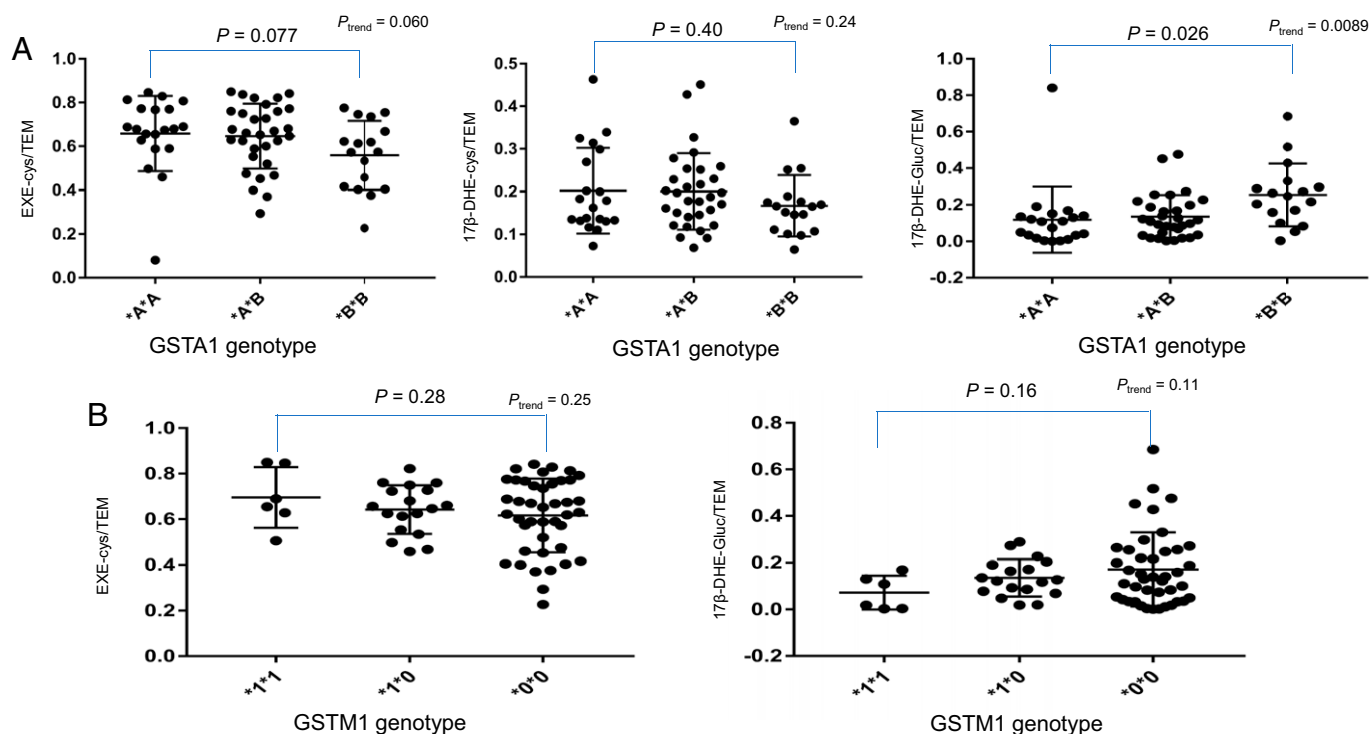 A
P = 0.077
Ptrend = 0.060
EXE-cys/TEM
1.0
0.8
0.6
0.4
0.2
0.0
*A*A
*A*B
*B*B
GSTA1 genotype
P = 0.40
Ptrend = 0.24
17β-DHE-cys/TEM
0.5
0.4
0.3
0.2
0.1
0.0
*A*A
*A*B
*B*B
GSTA1 genotype
P = 0.026
Ptrend = 0.0089
17β-DHE-Gluc/TEM
1.0
0.8
0.6
0.4
0.2
0.0
-0.2
*A*A
*A*B
*B*B
GSTA1 genotype
B
P = 0.28
Ptrend = 0.25
EXE-cys/TEM
1.0
0.8
0.6
0.4
0.2
0.0
*1*1
*1*0
*0*0
GSTM1 genotype
P = 0.16
Ptrend = 0.11
17β-DHE-Gluc/TEM
0.8
0.6
0.4
0.2
0.0
-0.2
*1*1
*1*0
*0*0
GSTM1 genotype